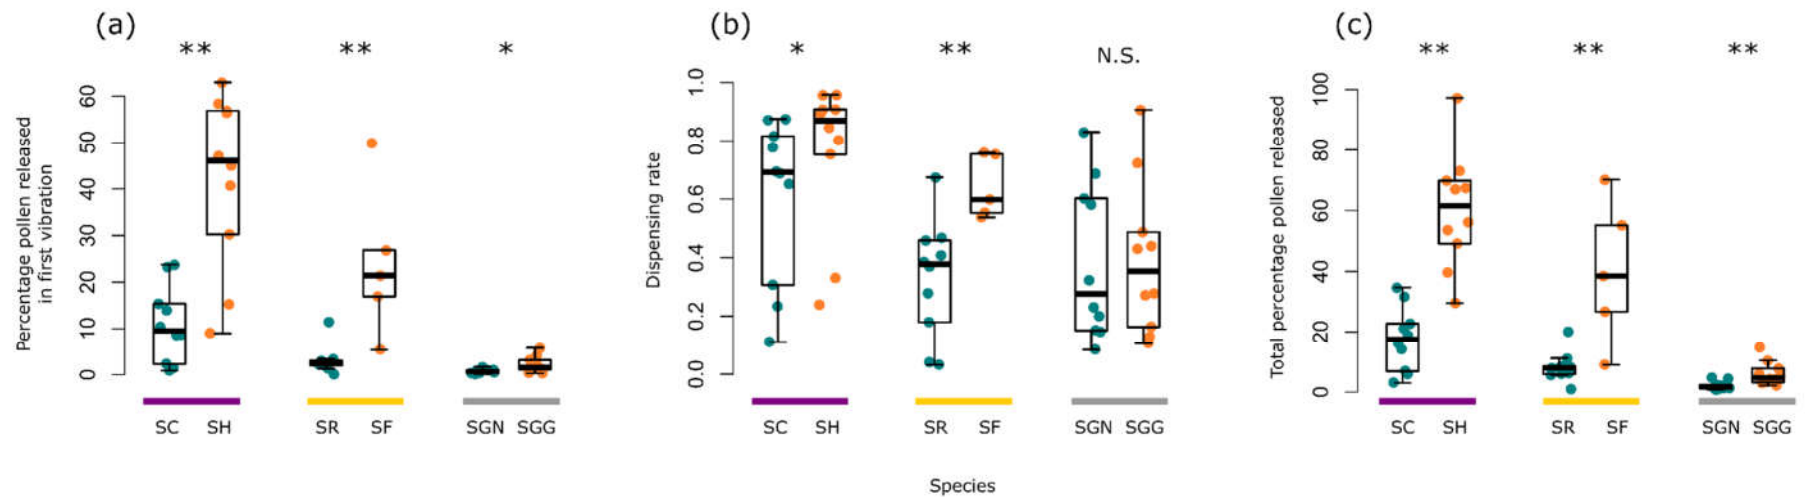 (a)
** ** *
Percentage pollen released
in first vibration
60
50
40
30
20
10
0
SC SH SR SF SGN SGG
(b)
* ** N.S.
Dispensing rate
1.0
0.8
0.6
0.4
0.2
0.0
SC SH SR SF SGN SGG
Species
(c)
** ** **
Total percentage pollen released
100
80
60
40
20
0
SC SH SR SF SGN SGG